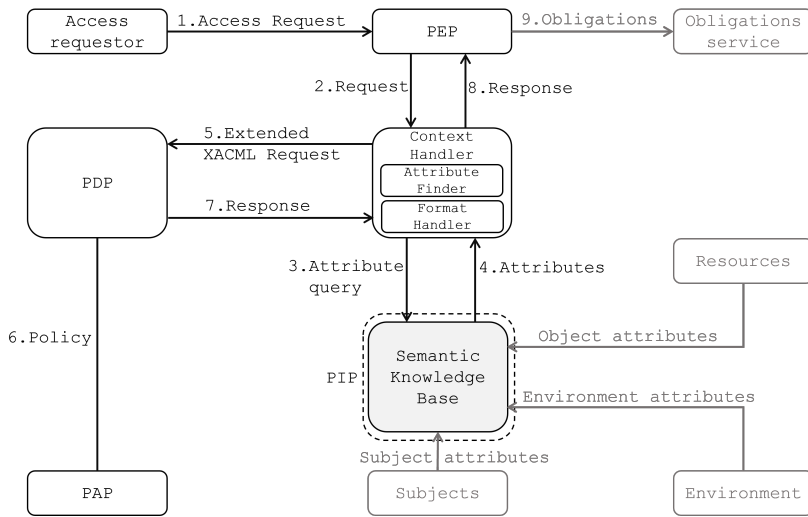 Access
requestor
1.Access Request
PEP
9.Obligations
Obligations
service
2.Request
8.Response
5.Extended
XACML Request
Context
Handler
Attribute
Finder
Format
Handler
PDP
7.Response
3.Attribute
query
4.Attributes
Resources
6.Policy
Object attributes
PIP
Semantic
Knowledge
Base
Environment attributes
Subject attributes
PAP
Subjects
Environment